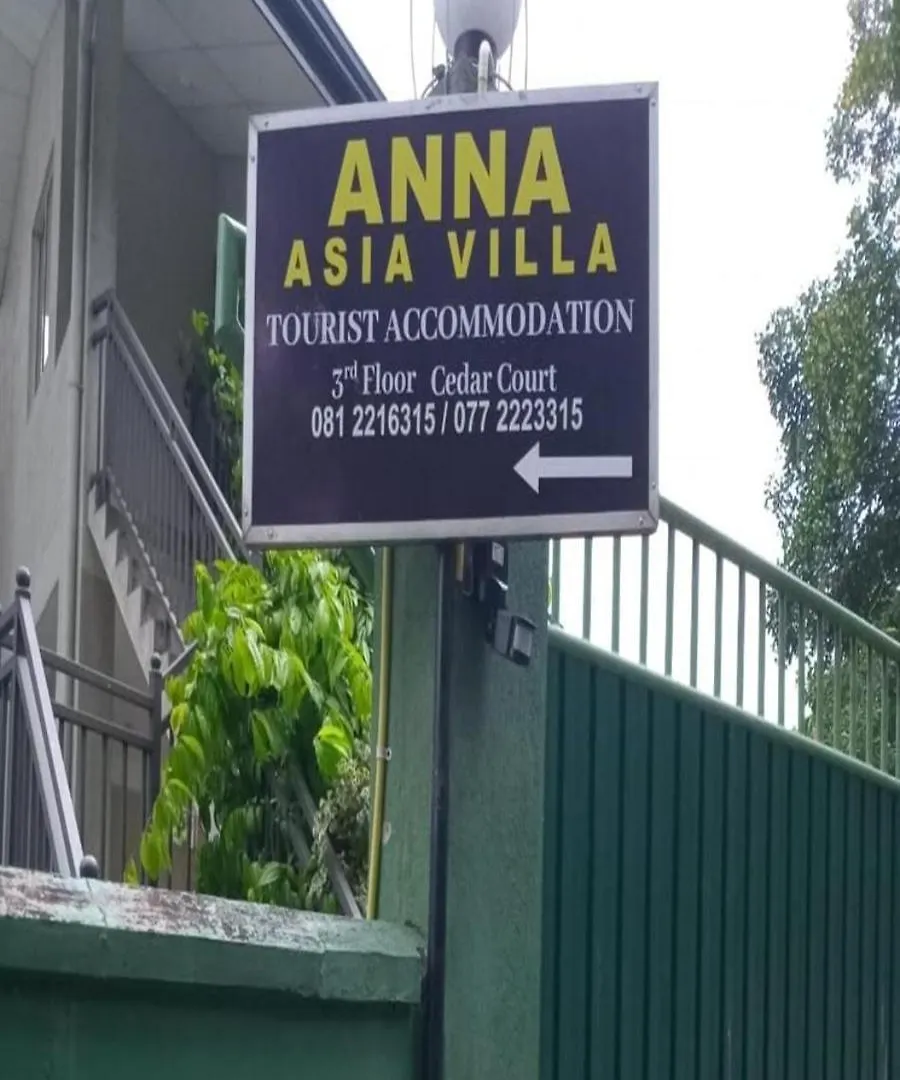 ANNA
ASIA VILLA
TOURIST ACCOMMODATION
3rd Floor Cedar Court
081 2216315 / 077 2223315